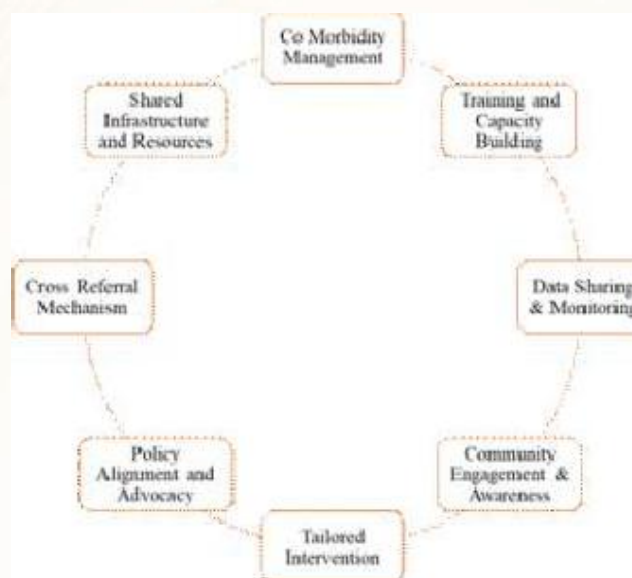 Co Morbidity
Management
Training and
Capacity
Building
Data Sharing
& Monitoring
Community
Engagement &
Awareness
Tailored
Intervention
Policy
Alignment and
Advocacy
Cross Referral
Mechanism
Shared
Infrastructure
and Resources